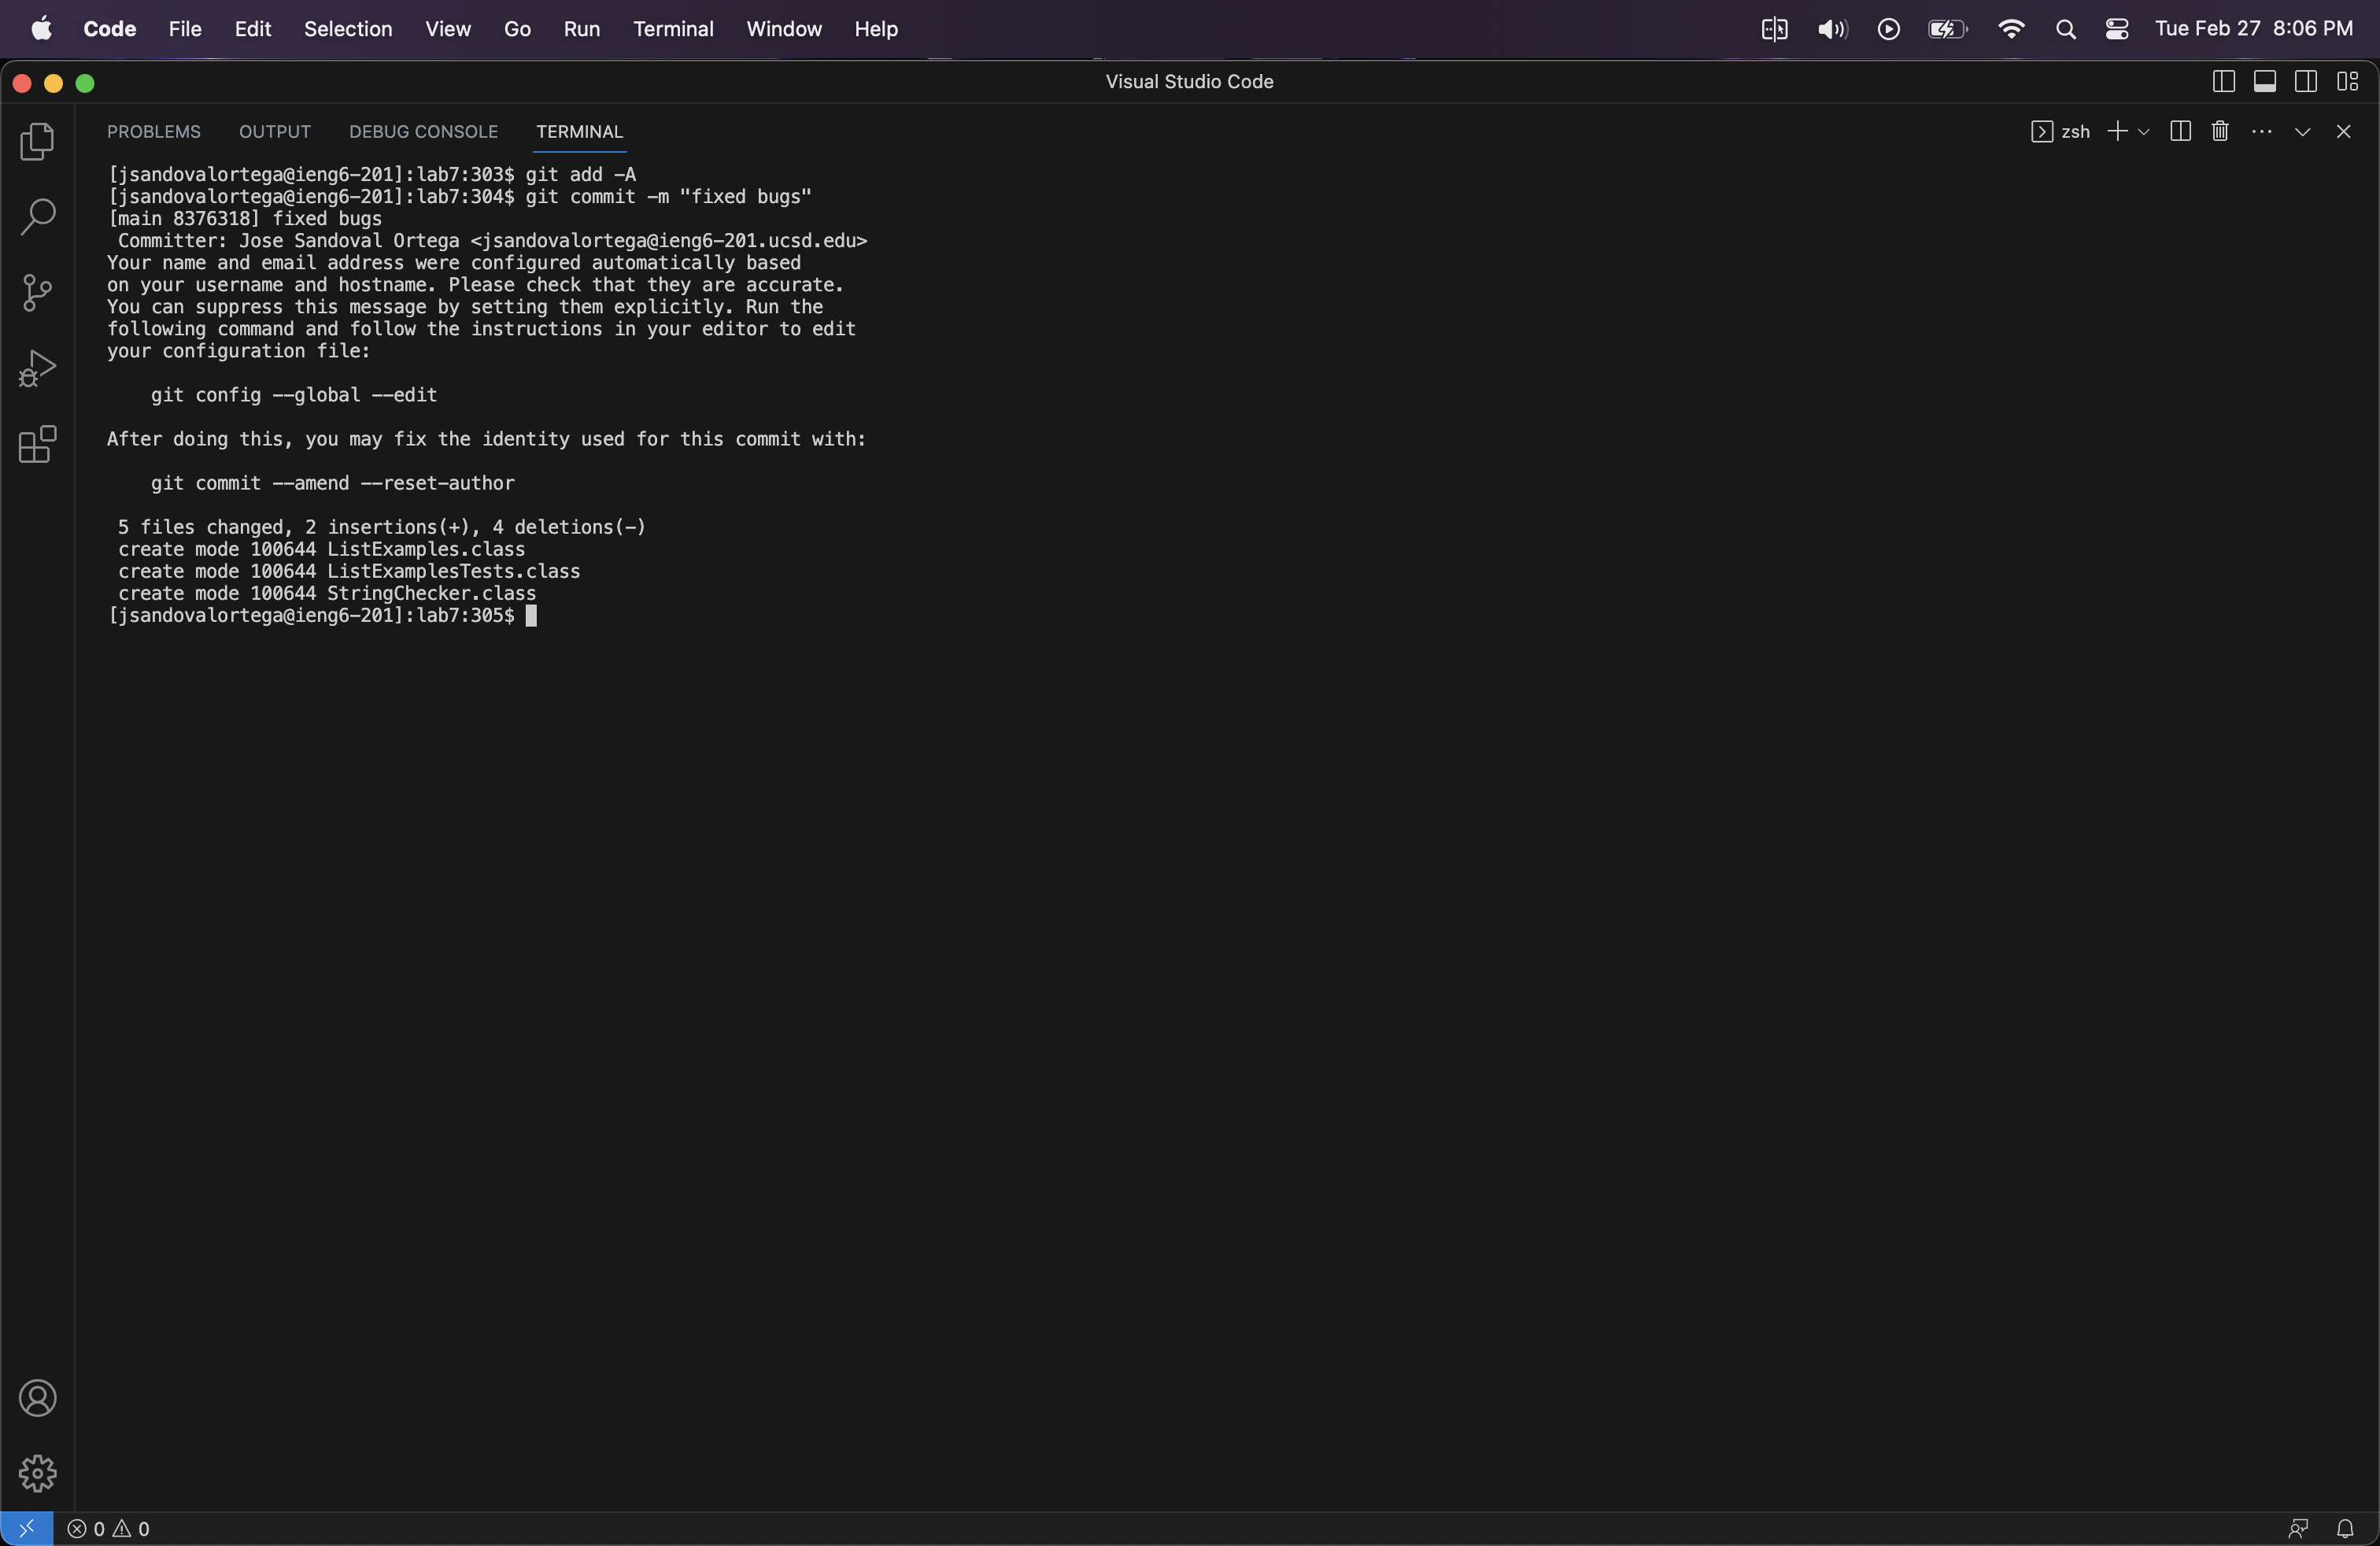 Code File Edit Selection View Go Run Terminal Window Help Tue Feb 27 8:06 PM
Visual Studio Code
PROBLEMS OUTPUT DEBUG CONSOLE TERMINAL zsh
[jsandovalortega@ieng6-201]:lab7:303$ git add -A
[jsandovalortega@ieng6-201]:lab7:304$ git commit -m "fixed bugs"
[main 8376318] fixed bugs
 Committer: Jose Sandoval Ortega <jsandovalortega@ieng6-201.ucsd.edu>
Your name and email address were configured automatically based
on your username and hostname. Please check that they are accurate.
You can suppress this message by setting them explicitly. Run the
following command and follow the instructions in your editor to edit
your configuration file:
    git config --global --edit
After doing this, you may fix the identity used for this commit with:
    git commit --amend --reset-author
 5 files changed, 2 insertions(+), 4 deletions(-)
 create mode 100644 ListExamples.class
 create mode 100644 ListExamplesTests.class
 create mode 100644 StringChecker.class
[jsandovalortega@ieng6-201]:lab7:305$
0 0